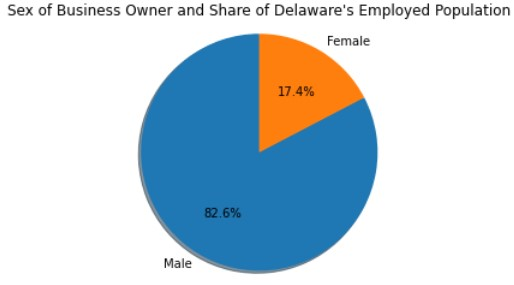 Sex of Business Owner and Share of Delaware's Employed Population
Female
17.4%
82.6%
Male